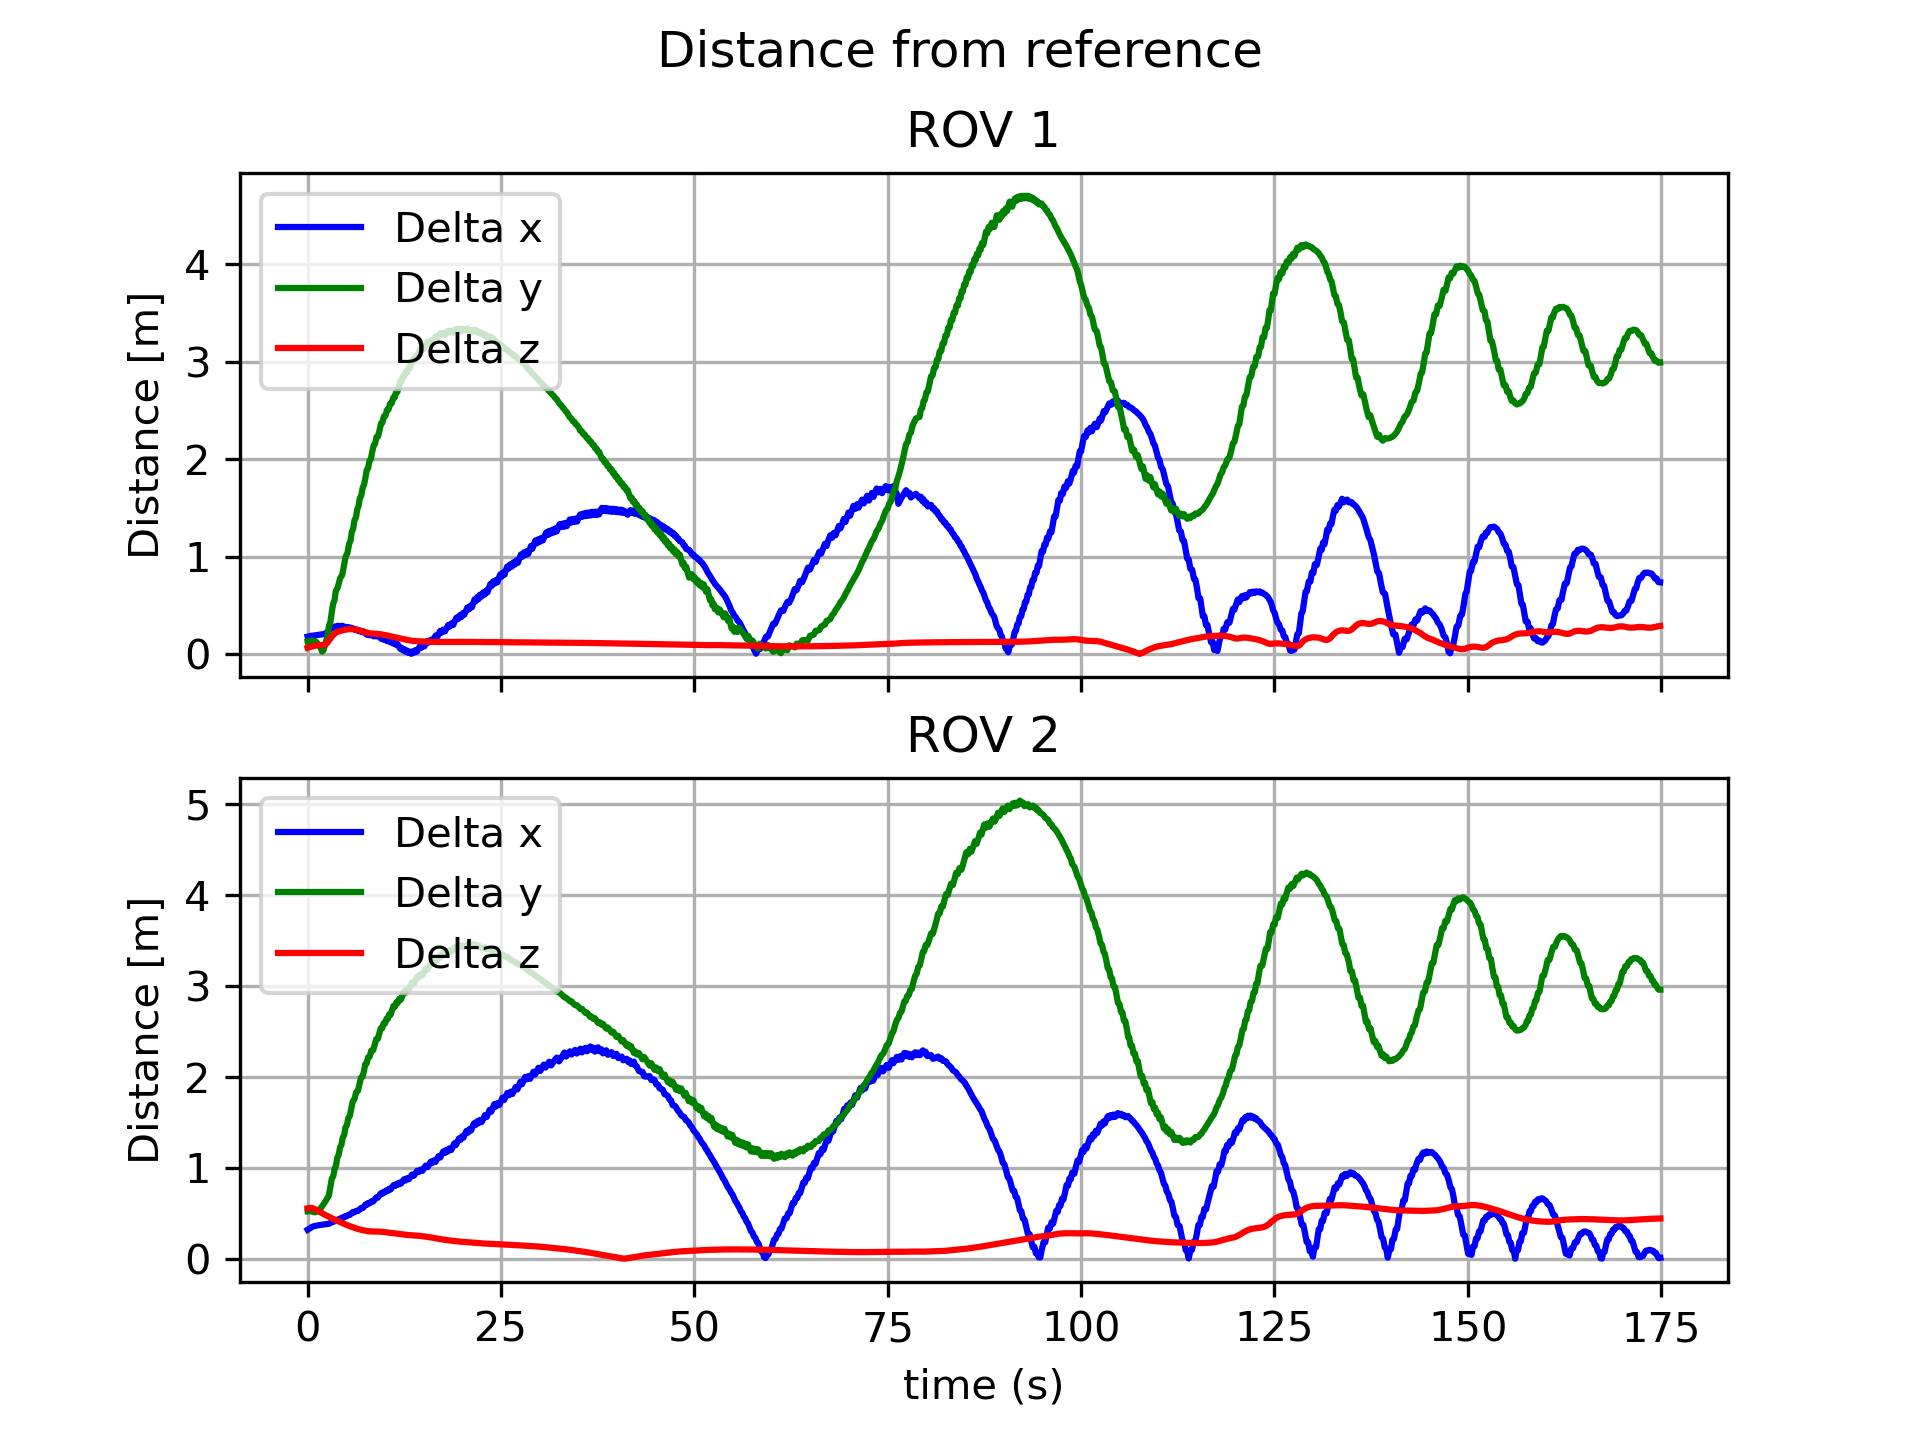 Distance from reference
ROV 1
Delta x
Delta y
Delta z
Distance [m]
4
3
2
1
0
ROV 2
Delta x
Delta y
Delta z
Distance [m]
5
4
3
2
1
0
0 25 50 75 100 125 150 175
time (s)